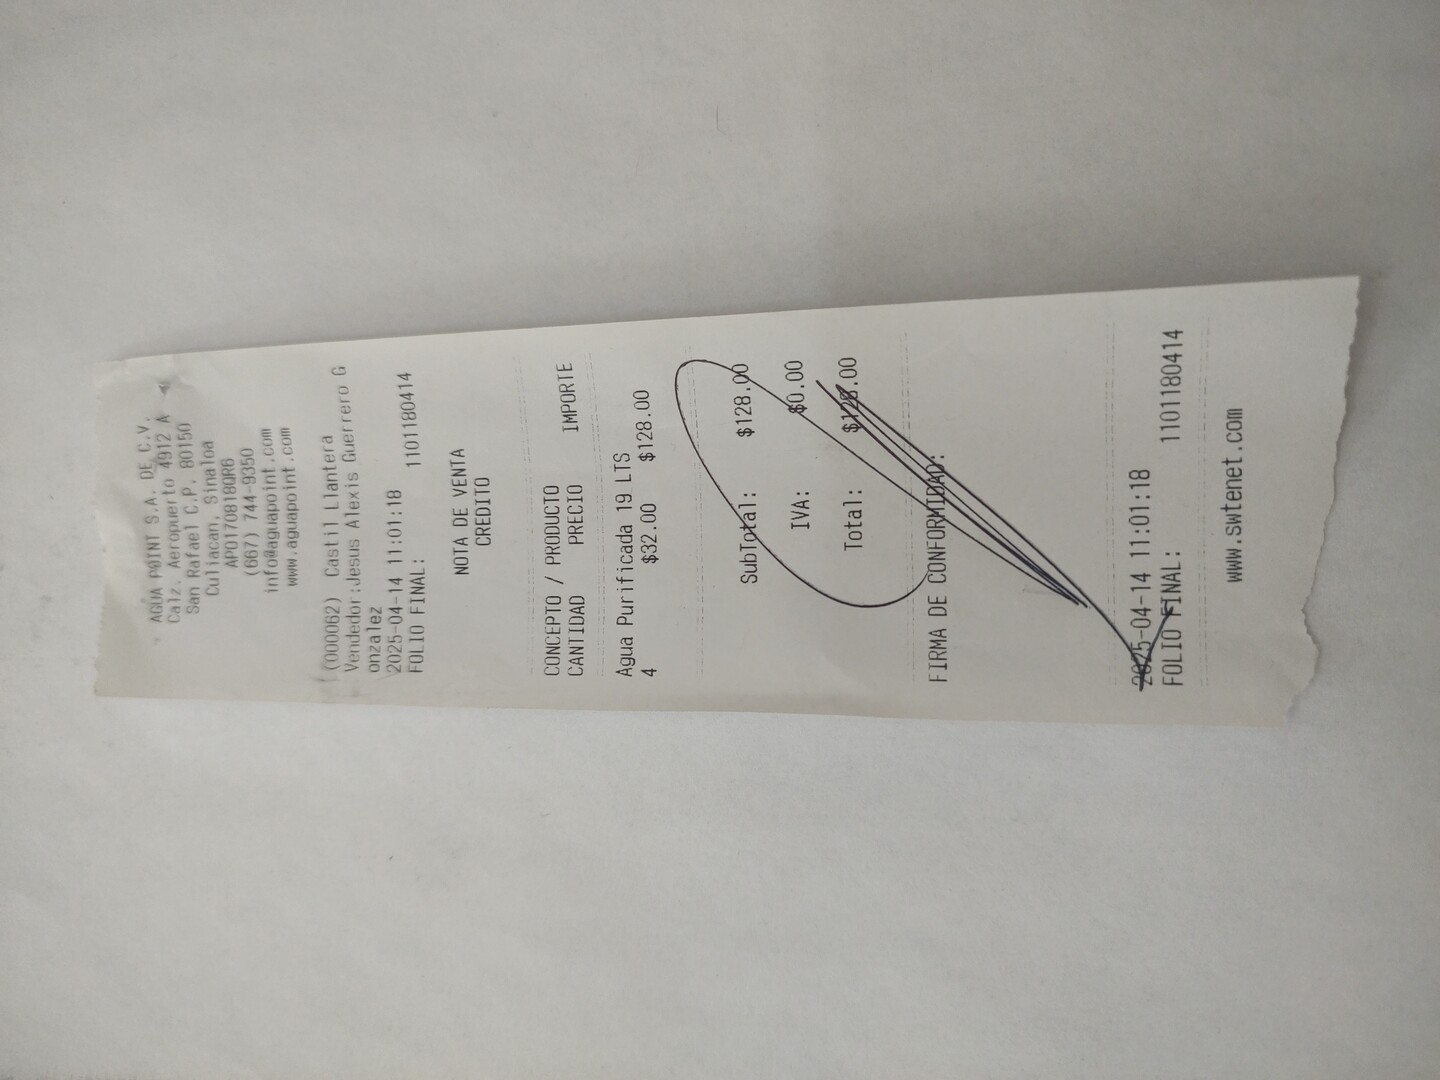 AGUA POINT S.A. DE C.V.
Calz. Aeropuerto 4912 A
San Rafael C.P. 80150
Culiacan, Sinaloa
APO170818QR6
(667) 744-9350
info@aguapoint.com
www.aguapoint.com
(000062) Castil Llantera
Vendedor:Jesus Alexis Guerrero G
onzalez
2025-04-14 11:01:18
FOLIO FINAL: 1101180414
NOTA DE VENTA
CREDITO
CONCEPTO / PRODUCTO
CANTIDAD PRECIO IMPORTE
Agua Purificada 19 LTS
4 $32.00 $128.00
SubTotal: $128.00
IVA: $0.00
Total: $128.00
FIRMA DE CONFORMIDAD:
2025-04-14 11:01:18
FOLIO FINAL: 1101180414
www.swtenet.com